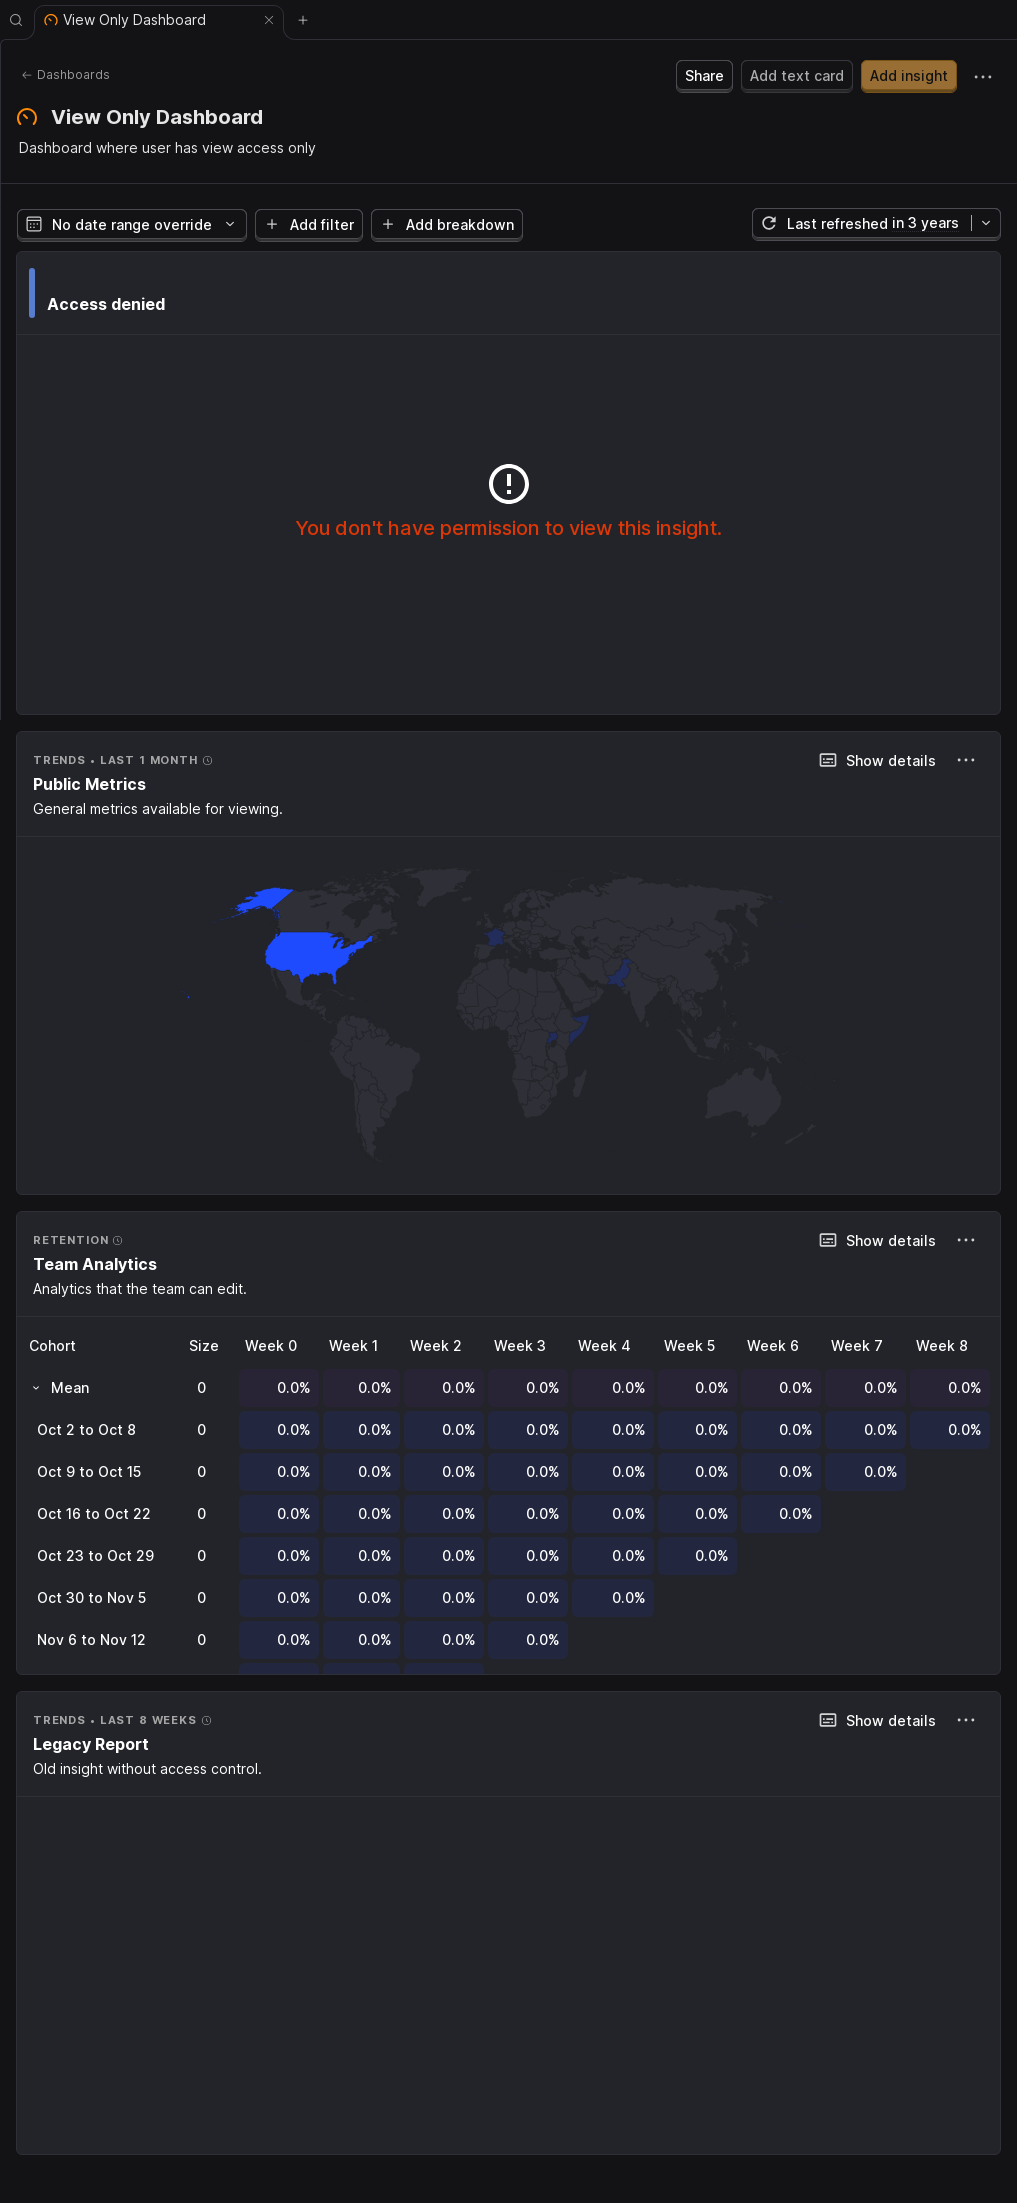 View Only Dashboard
Dashboards
Share Add text card Add insight
View Only Dashboard
Dashboard where user has view access only
No date range override Add filter Add breakdown Last refreshed in 3 years
Access denied
You don't have permission to view this insight.
TRENDS • LAST 1 MONTH Show details
Public Metrics
General metrics available for viewing.
RETENTION Show details
Team Analytics
Analytics that the team can edit.
Cohort Size Week 0 Week 1 Week 2 Week 3 Week 4 Week 5 Week 6 Week 7 Week 8
Mean 0 0.0% 0.0% 0.0% 0.0% 0.0% 0.0% 0.0% 0.0% 0.0%
Oct 2 to Oct 8 0 0.0% 0.0% 0.0% 0.0% 0.0% 0.0% 0.0% 0.0% 0.0%
Oct 9 to Oct 15 0 0.0% 0.0% 0.0% 0.0% 0.0% 0.0% 0.0% 0.0%
Oct 16 to Oct 22 0 0.0% 0.0% 0.0% 0.0% 0.0% 0.0% 0.0%
Oct 23 to Oct 29 0 0.0% 0.0% 0.0% 0.0% 0.0% 0.0%
Oct 30 to Nov 5 0 0.0% 0.0% 0.0% 0.0% 0.0%
Nov 6 to Nov 12 0 0.0% 0.0% 0.0% 0.0%
TRENDS • LAST 8 WEEKS Show details
Legacy Report
Old insight without access control.